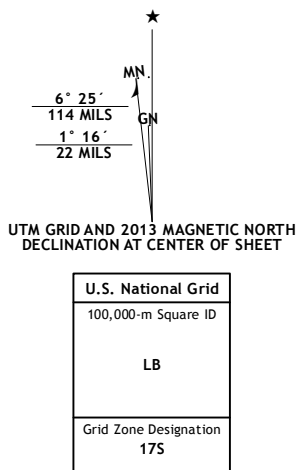 ★
MN
6° 25´
114 MILS
GN
1° 16´
22 MILS
UTM GRID AND 2013 MAGNETIC NORTH
DECLINATION AT CENTER OF SHEET
U.S. National Grid
100,000-m Square ID
LB
Grid Zone Designation
17S